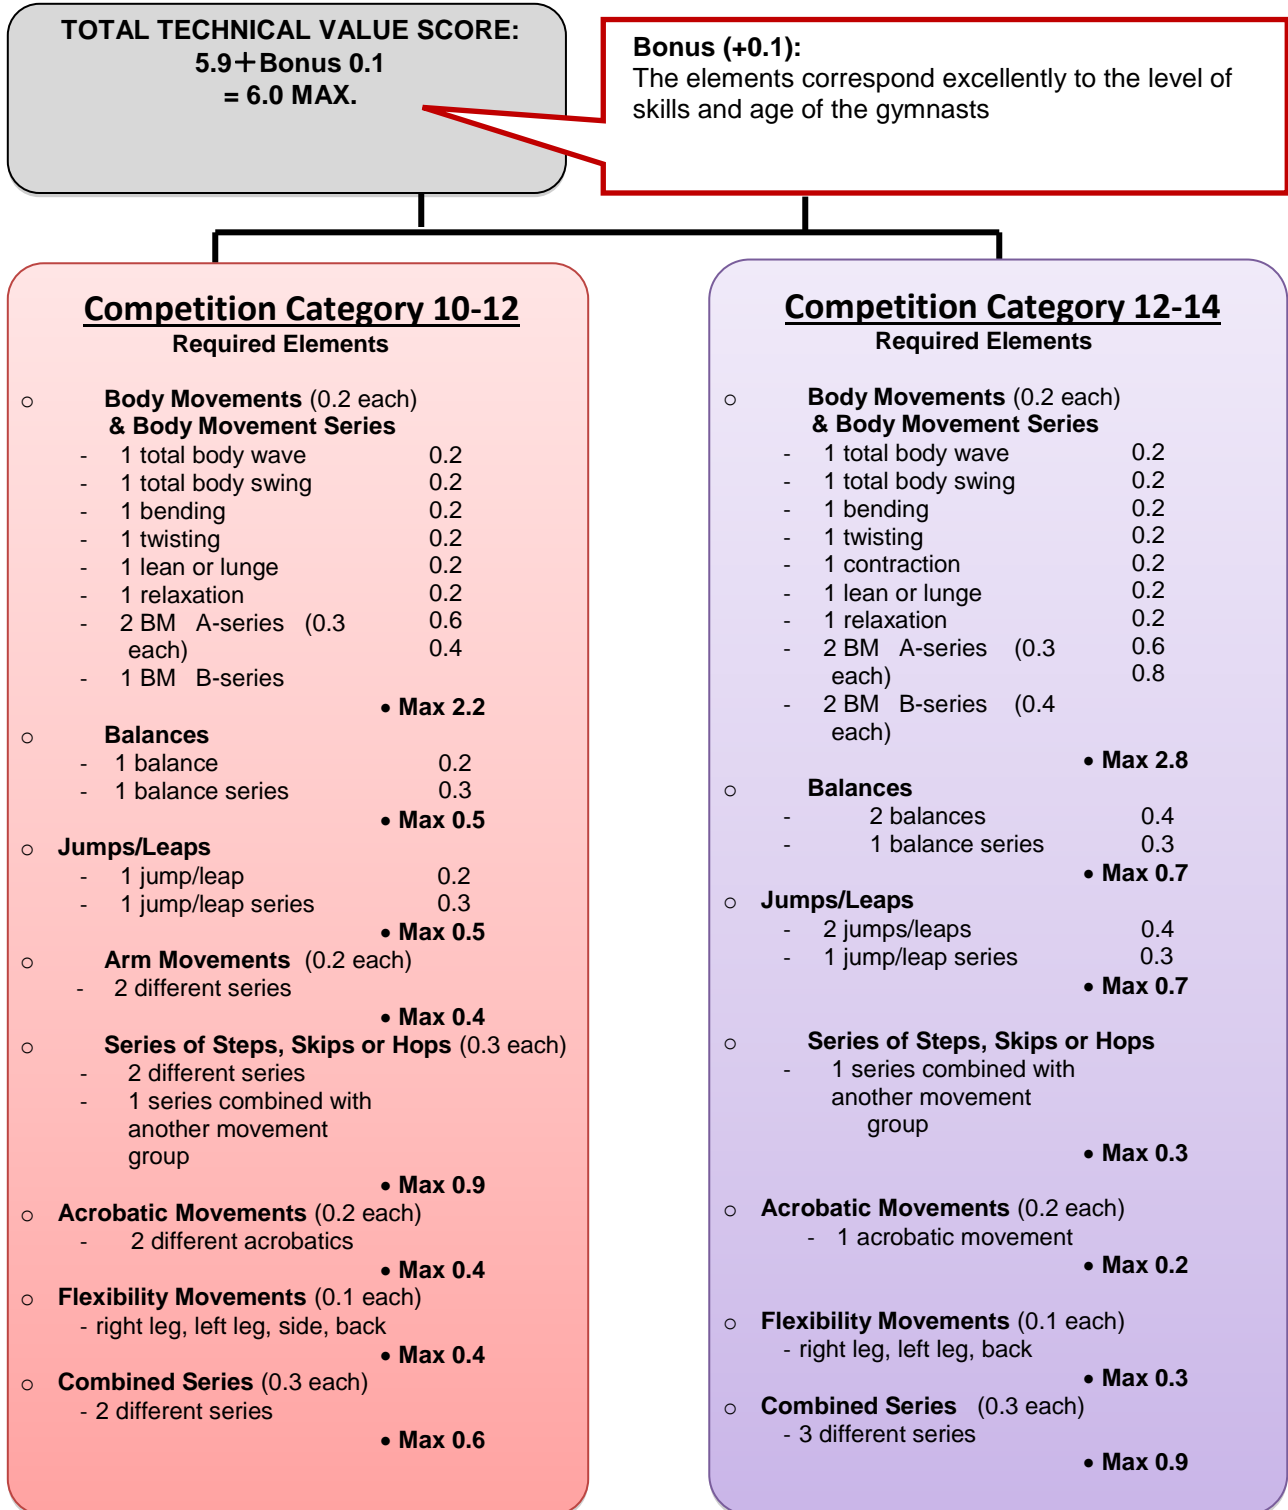 TOTAL TECHNICAL VALUE SCORE:
5.9+Bonus 0.1
= 6.0 MAX.
Bonus (+0.1):
The elements correspond excellently to the level of
skills and age of the gymnasts
Competition Category 10-12
Required Elements
o Body Movements (0.2 each)
& Body Movement Series
- 1 total body wave 0.2
- 1 total body swing 0.2
- 1 bending 0.2
- 1 twisting 0.2
- 1 lean or lunge 0.2
- 1 relaxation 0.2
- 2 BM A-series (0.3 0.6
each) 0.4
- 1 BM B-series
• Max 2.2
o Balances
- 1 balance 0.2
- 1 balance series 0.3
• Max 0.5
o Jumps/Leaps
- 1 jump/leap 0.2
- 1 jump/leap series 0.3
• Max 0.5
o Arm Movements (0.2 each)
- 2 different series
• Max 0.4
o Series of Steps, Skips or Hops (0.3 each)
- 2 different series
- 1 series combined with
another movement
group
• Max 0.9
o Acrobatic Movements (0.2 each)
- 2 different acrobatics
• Max 0.4
o Flexibility Movements (0.1 each)
- right leg, left leg, side, back
• Max 0.4
o Combined Series (0.3 each)
- 2 different series
• Max 0.6
Competition Category 12-14
Required Elements
o Body Movements (0.2 each)
& Body Movement Series
- 1 total body wave 0.2
- 1 total body swing 0.2
- 1 bending 0.2
- 1 twisting 0.2
- 1 contraction 0.2
- 1 lean or lunge 0.2
- 1 relaxation 0.2
- 2 BM A-series (0.3 0.6
each) 0.8
- 2 BM B-series (0.4
each)
• Max 2.8
o Balances
- 2 balances 0.4
- 1 balance series 0.3
• Max 0.7
o Jumps/Leaps
- 2 jumps/leaps 0.4
- 1 jump/leap series 0.3
• Max 0.7
o Series of Steps, Skips or Hops
- 1 series combined with
another movement
group
• Max 0.3
o Acrobatic Movements (0.2 each)
- 1 acrobatic movement
• Max 0.2
o Flexibility Movements (0.1 each)
- right leg, left leg, back
• Max 0.3
o Combined Series (0.3 each)
- 3 different series
• Max 0.9